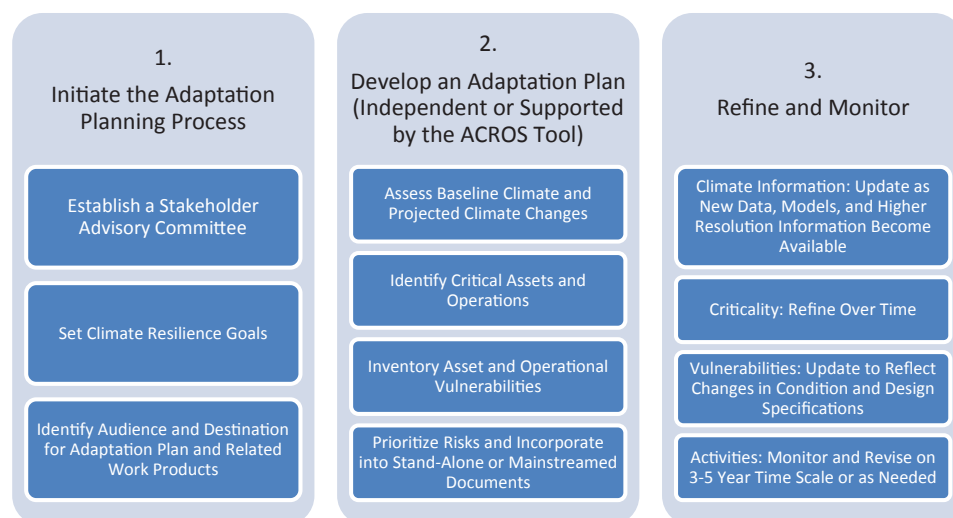 1.
Initiate the Adaptation
Planning Process
Establish a Stakeholder
Advisory Committee
Set Climate Resilience Goals
Identify Audience and Destination
for Adaptation Plan and Related
Work Products
2.
Develop an Adaptation Plan
(Independent or Supported
by the ACROS Tool)
Assess Baseline Climate and
Projected Climate Changes
Identify Critical Assets and
Operations
Inventory Asset and Operational
Vulnerabilities
Prioritize Risks and Incorporate
into Stand-Alone or Mainstreamed
Documents
3.
Refine and Monitor
Climate Information: Update as
New Data, Models, and Higher
Resolution Information Become
Available
Criticality: Refine Over Time
Vulnerabilities: Update to Reflect
Changes in Condition and Design
Specifications
Activities: Monitor and Revise on
3-5 Year Time Scale or as Needed